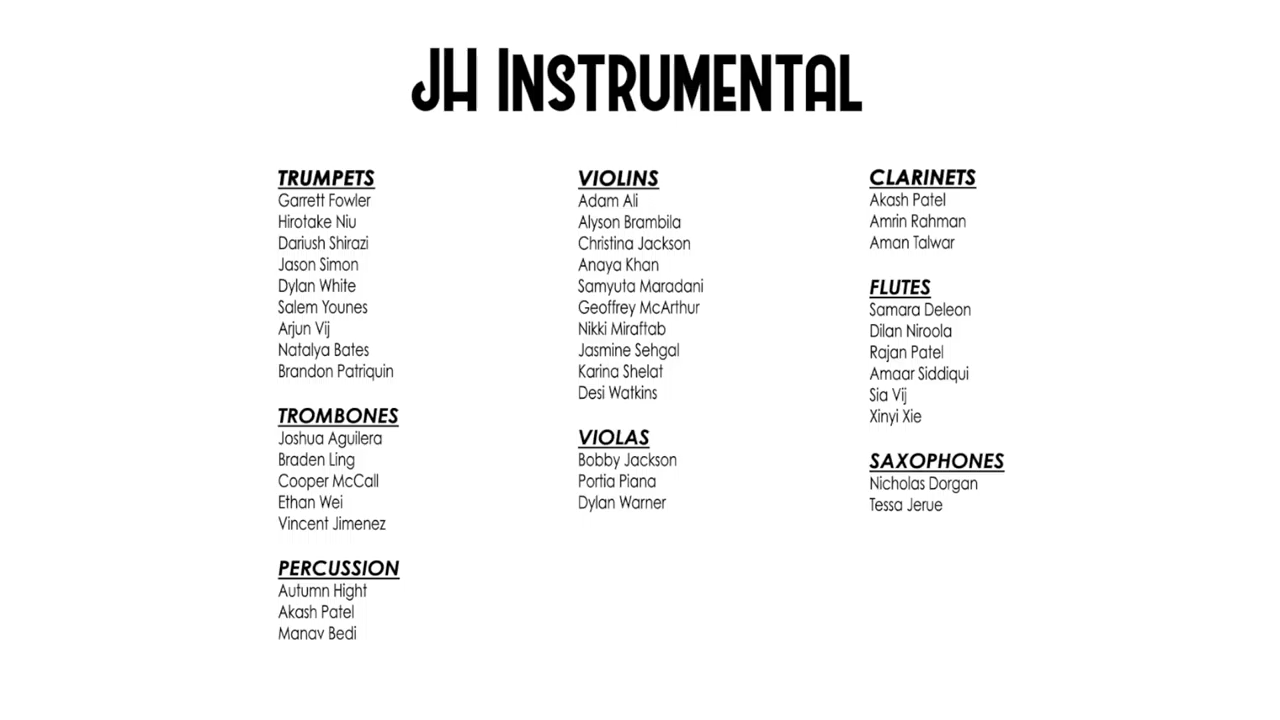 JH Instrumental
TRUMPETS
Garrett Fowler
Hirotake Niu
Dariush Shirazi
Jason Simon
Dylan White
Salem Younes
Arjun Vij
Natalya Bates
Brandon Patriquin
TROMBONES
Joshua Aguilera
Braden Ling
Cooper McCall
Ethan Wei
Vincent Jimenez
PERCUSSION
Autumn Hight
Akash Patel
Manav Bedi
VIOLINS
Adam Ali
Alyson Brambila
Christina Jackson
Anaya Khan
Samyuta Maradani
Geoffrey McArthur
Nikki Miraftab
Jasmine Sehgal
Karina Shelat
Desi Watkins
VIOLAS
Bobby Jackson
Portia Piana
Dylan Warner
CLARINETS
Akash Patel
Amrin Rahman
Aman Talwar
FLUTES
Samara Deleon
Dilan Niroola
Rajan Patel
Amaar Siddiqui
Sia Vij
Xinyi Xie
SAXOPHONES
Nicholas Dorgan
Tessa Jerue